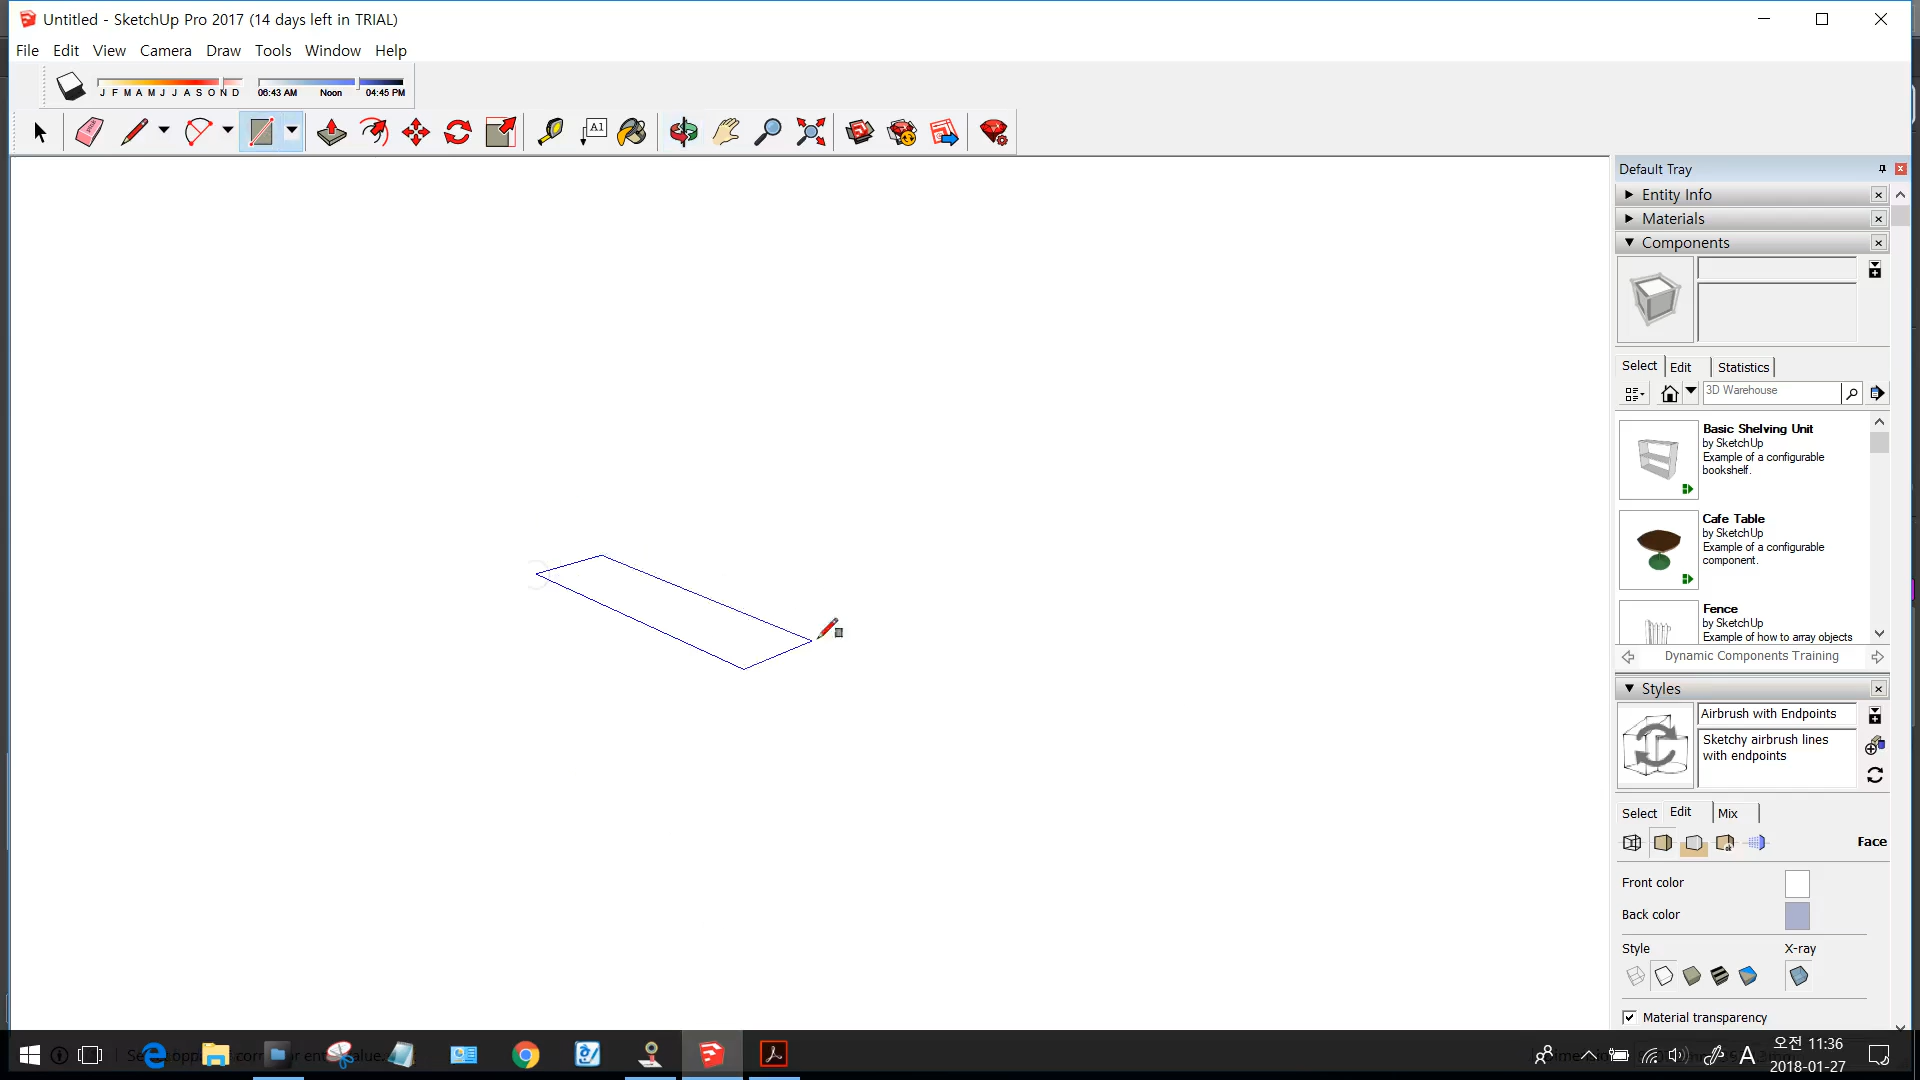 Untitled - SketchUp Pro 2017 (14 days left in TRIAL)
File Edit View Camera Draw Tools Window Help
J F M A M J J A S O N D
06:43 AM Noon 04:45 PM
A1
Default Tray
Entity Info
Materials
Components
Select Edit Statistics
3D Warehouse
Basic Shelving Unit
by SketchUp
Example of a configurable
bookshelf.
Cafe Table
by SketchUp
Example of a configurable
component.
Fence
by SketchUp
Example of how to array objects
Dynamic Components Training
Styles
Airbrush with Endpoints
Sketchy airbrush lines
with endpoints
Select Edit Mix
Face
Front color
Back color
Style X-ray
Material transparency
A
오전 11:36
2018-01-27